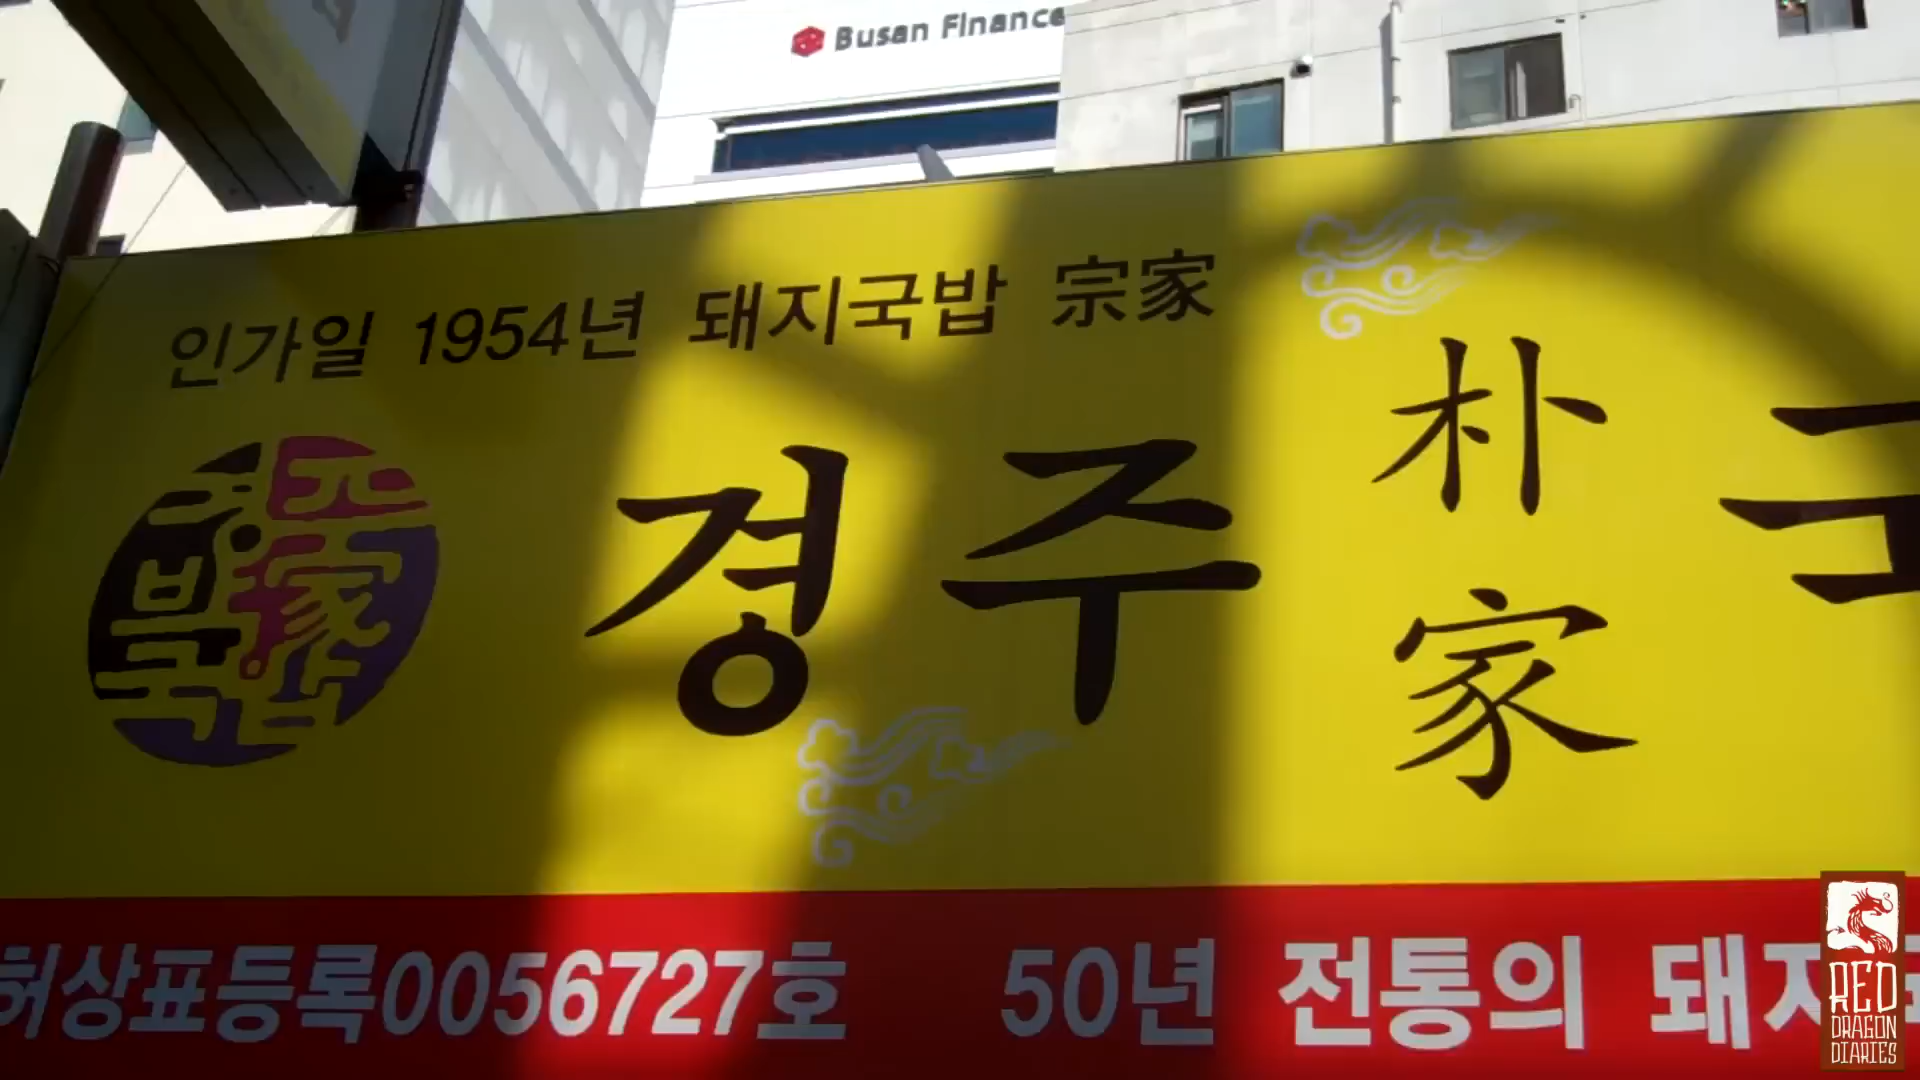 Busan Finance
인가일 1954년 돼지국밥 宗家
경주 朴家
허상표등록0056727호 50년 전통의 돼지
RED
DRAGON
DIARIES